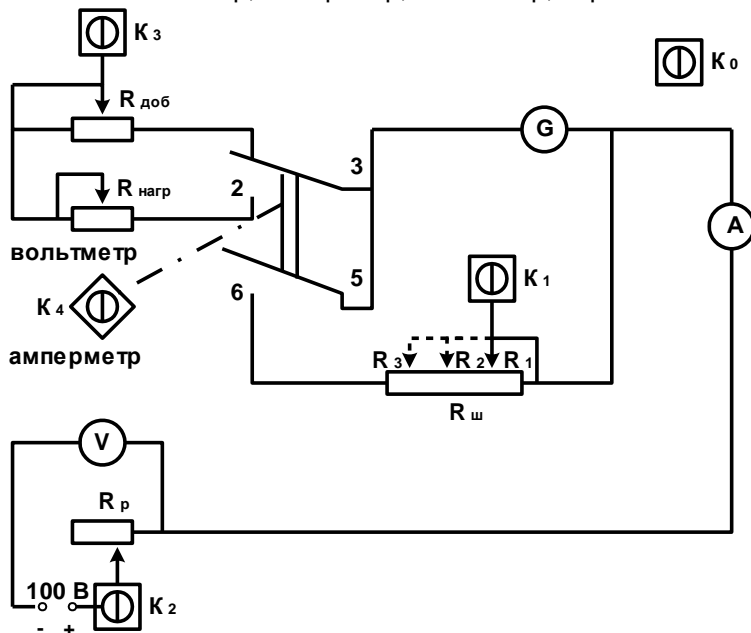 К 3
К 0
R доб
G
3
2
R нагр
A
вольтметр
5
К 1
6
К 4
амперметр
R 3
R 2
R 1
R ш
V
R р
100 В
К 2
- +